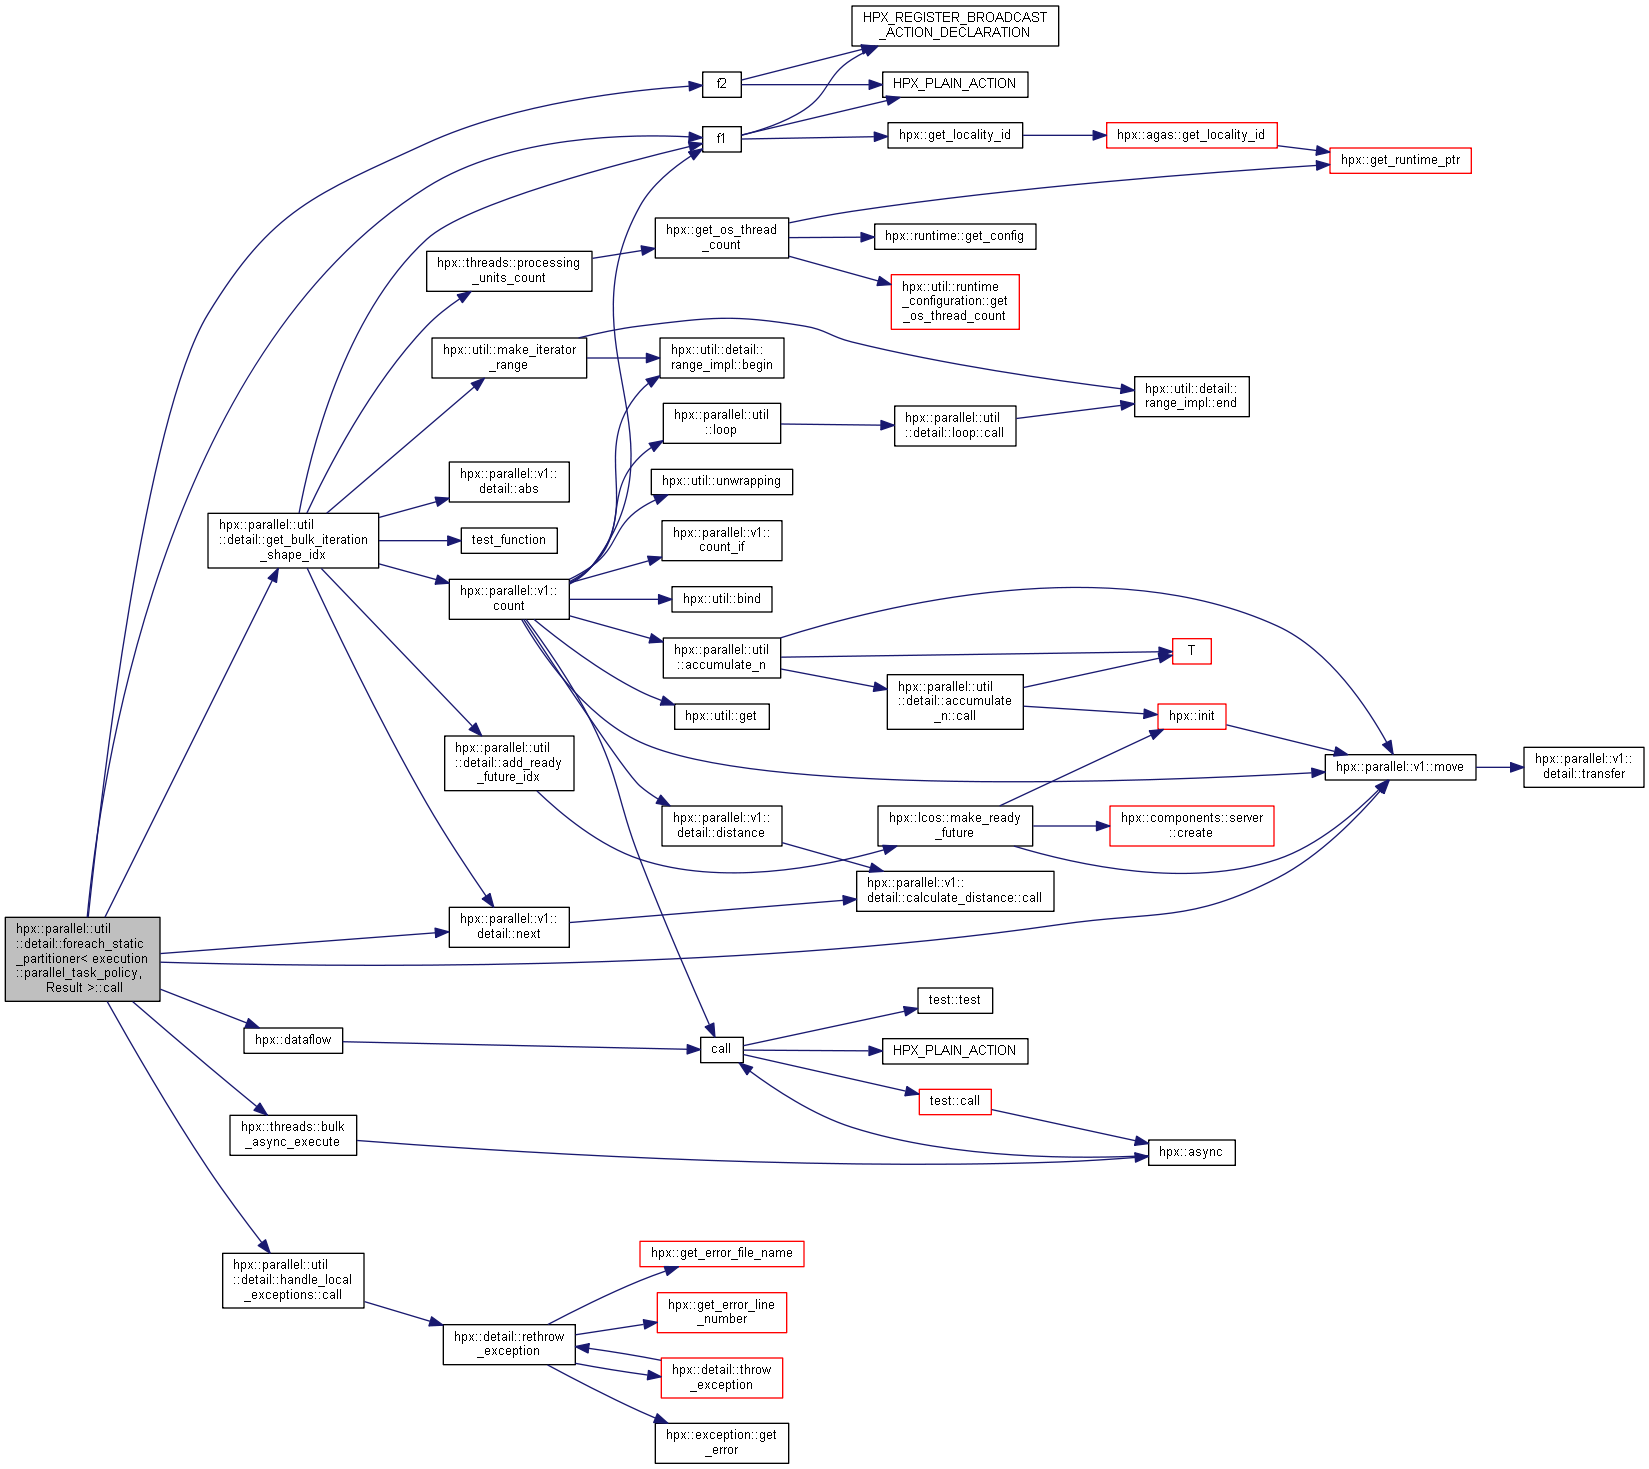 HPX_REGISTER_BROADCAST
_ACTION_DECLARATION
f2
HPX_PLAIN_ACTION
f1
hpx::get_locality_id
hpx::agas::get_locality_id
hpx::get_runtime_ptr
hpx::get_os_thread
_count
hpx::runtime::get_config
hpx::threads::processing
_units_count
hpx::util::runtime
_configuration::get
_os_thread_count
hpx::util::make_iterator
_range
hpx::util::detail::
range_impl::begin
hpx::util::detail::
range_impl::end
hpx::parallel::util
::loop
hpx::parallel::util
::detail::loop::call
hpx::parallel::v1::
detail::abs
hpx::util::unwrapping
hpx::parallel::util
::detail::get_bulk_iteration
_shape_idx
test_function
hpx::parallel::v1::
count_if
hpx::parallel::v1::
count
hpx::util::bind
hpx::parallel::util
::accumulate_n
T
hpx::parallel::util
::detail::accumulate
_n::call
hpx::util::get
hpx::init
hpx::parallel::util
::detail::add_ready
_future_idx
hpx::parallel::v1::move
hpx::parallel::v1::
detail::transfer
hpx::parallel::v1::
detail::distance
hpx::lcos::make_ready
_future
hpx::components::server
::create
hpx::parallel::v1::
detail::calculate_distance::call
hpx::parallel::v1::
detail::next
hpx::parallel::util
::detail::foreach_static
_partitioner< execution
::parallel_task_policy,
Result >::call
test::test
hpx::dataflow
call
HPX_PLAIN_ACTION
test::call
hpx::threads::bulk
_async_execute
hpx::async
hpx::get_error_file_name
hpx::parallel::util
::detail::handle_local
_exceptions::call
hpx::get_error_line
_number
hpx::detail::rethrow
_exception
hpx::detail::throw
_exception
hpx::exception::get
_error